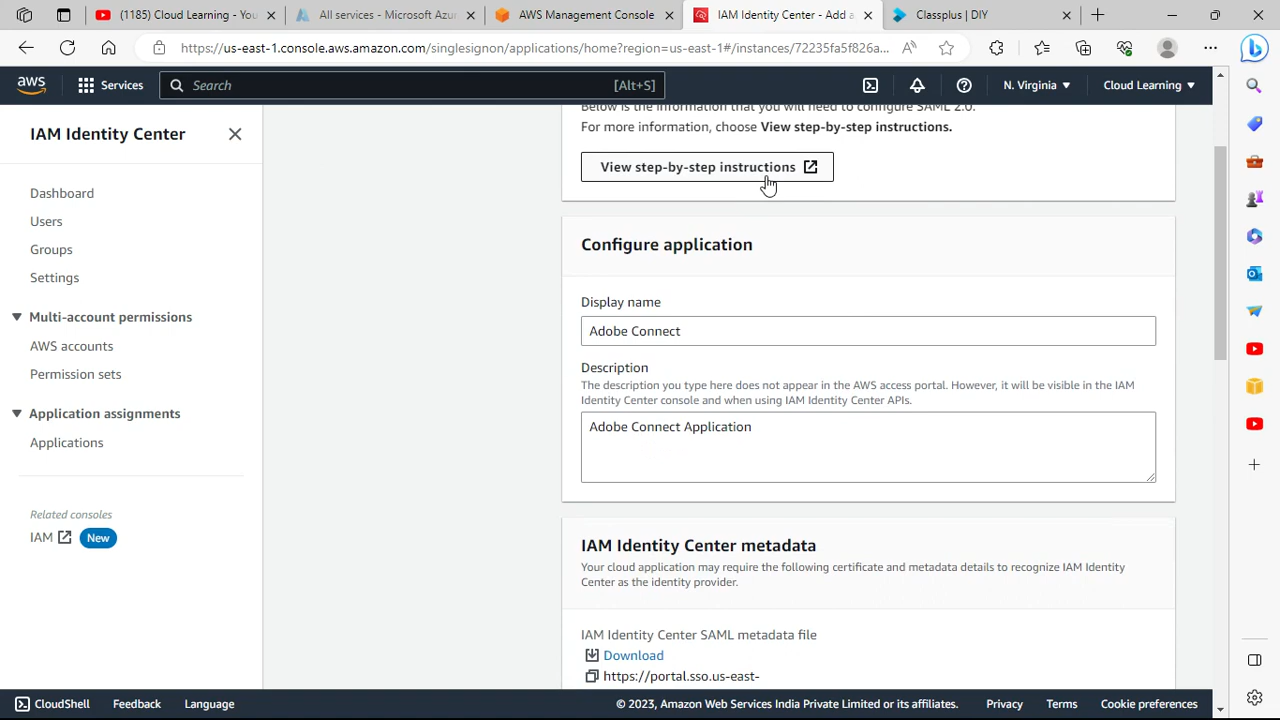 (1185) Cloud Learning - You
All services - Microsoft Azur
AWS Management Console
IAM Identity Center - Add a
Classplus | DIY
https://us-east-1.console.aws.amazon.com/singlesignon/applications/home?region=us-east-1#/instances/72235fa5f826a...
aws
Services
Search
[Alt+S]
N. Virginia
Cloud Learning
IAM Identity Center
Dashboard
Users
Groups
Settings
Multi-account permissions
AWS accounts
Permission sets
Application assignments
Applications
Related consoles
IAM
New
Below is the information that you will need to configure SAML 2.0.
For more information, choose View step-by-step instructions.
View step-by-step instructions
Configure application
Display name
Adobe Connect
Description
The description you type here does not appear in the AWS access portal. However, it will be visible in the IAM
Identity Center console and when using IAM Identity Center APIs.
Adobe Connect Application
IAM Identity Center metadata
Your cloud application may require the following certificate and metadata details to recognize IAM Identity
Center as the identity provider.
IAM Identity Center SAML metadata file
Download
https://portal.sso.us-east-
CloudShell
Feedback
Language
© 2023, Amazon Web Services India Private Limited or its affiliates.
Privacy
Terms
Cookie preferences